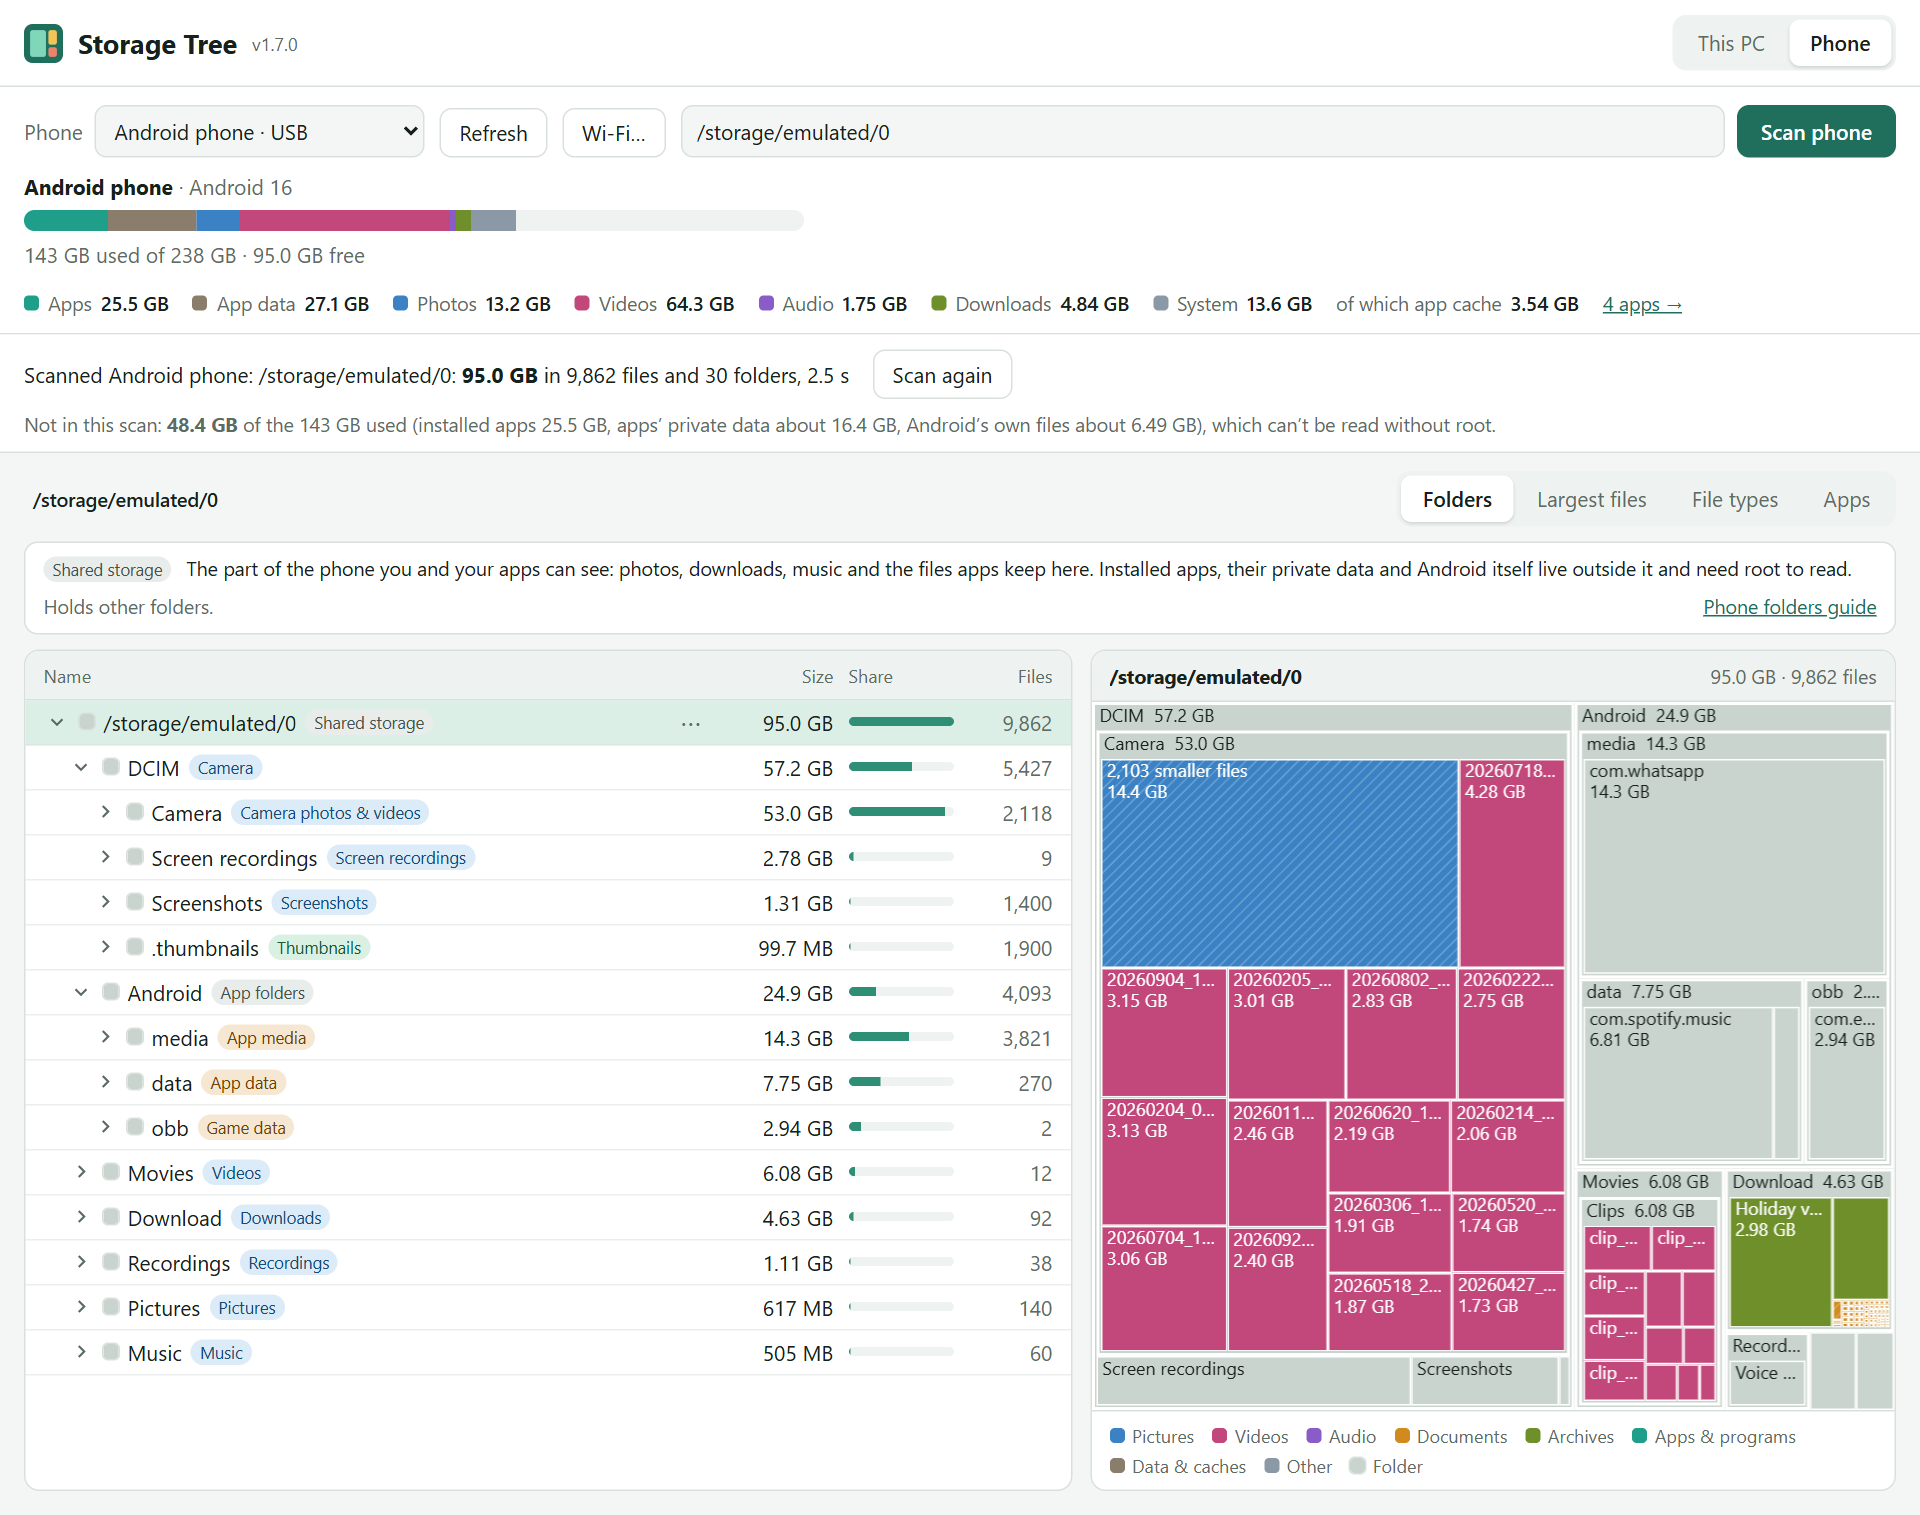 Storage Tree v1.7.0
This PC
Phone
Phone
Android phone · USB
Refresh
Wi-Fi...
/storage/emulated/0
Scan phone
Android phone · Android 16
143 GB used of 238 GB · 95.0 GB free
Apps 25.5 GB
App data 27.1 GB
Photos 13.2 GB
Videos 64.3 GB
Audio 1.75 GB
Downloads 4.84 GB
System 13.6 GB
of which app cache 3.54 GB
4 apps →
Scanned Android phone: /storage/emulated/0: 95.0 GB in 9,862 files and 30 folders, 2.5 s
Scan again
Not in this scan: 48.4 GB of the 143 GB used (installed apps 25.5 GB, apps’ private data about 16.4 GB, Android’s own files about 6.49 GB), which can’t be read without root.
/storage/emulated/0
Folders
Largest files
File types
Apps
Shared storage The part of the phone you and your apps can see: photos, downloads, music and the files apps keep here. Installed apps, their private data and Android itself live outside it and need root to read.
Holds other folders.
Phone folders guide
Name Size Share Files
/storage/emulated/0 Shared storage ... 95.0 GB 9,862
DCIM Camera 57.2 GB 5,427
Camera Camera photos & videos 53.0 GB 2,118
Screen recordings Screen recordings 2.78 GB 9
Screenshots Screenshots 1.31 GB 1,400
.thumbnails Thumbnails 99.7 MB 1,900
Android App folders 24.9 GB 4,093
media App media 14.3 GB 3,821
data App data 7.75 GB 270
obb Game data 2.94 GB 2
Movies Videos 6.08 GB 12
Download Downloads 4.63 GB 92
Recordings Recordings 1.11 GB 38
Pictures Pictures 617 MB 140
Music Music 505 MB 60
/storage/emulated/0
95.0 GB · 9,862 files
DCIM 57.2 GB
Camera 53.0 GB
2,103 smaller files
14.4 GB
20260718...
4.28 GB
20260904_1...
3.15 GB
20260205_...
3.01 GB
20260802_...
2.83 GB
20260222...
2.75 GB
20260204_0...
3.13 GB
2026011...
2.46 GB
20260620_1...
2.19 GB
20260214_...
2.06 GB
20260306_1...
1.91 GB
20260520_...
1.74 GB
20260704_1...
3.06 GB
2026092...
2.40 GB
20260518_2...
1.87 GB
20260427_...
1.73 GB
Screen recordings
Screenshots
Android 24.9 GB
media 14.3 GB
com.whatsapp
14.3 GB
data 7.75 GB
com.spotify.music
6.81 GB
obb 2....
com.e...
2.94 GB
Movies 6.08 GB
Clips 6.08 GB
clip_...
clip_...
clip_...
clip_...
clip_...
Download 4.63 GB
Holiday v...
2.98 GB
Record...
Voice ...
Pictures
Videos
Audio
Documents
Archives
Apps & programs
Data & caches
Other
Folder